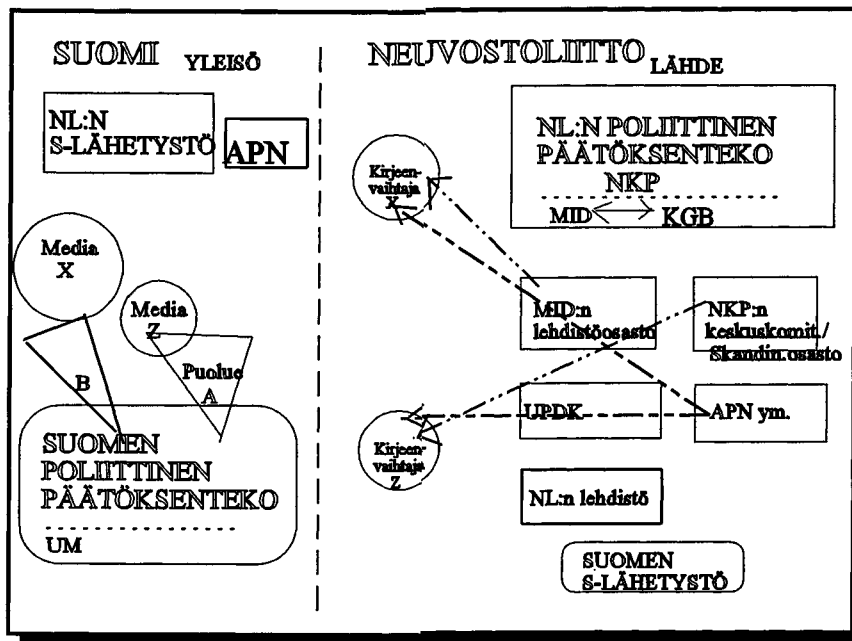 SUOMI YLEISÖ
NL:N
S-LÄHETYSTÖ
APN
Media
X
Media
Z
B
Puolue
A
SUOMEN
POLIITTINEN
PÄÄTÖKSENTEKO
UM
NEUVOSTOLIITTO LÄHDE
NL:N POLIITTINEN
PÄÄTÖKSENTEKO
NKP
MID KGB
Kirjeen-
vaihtaja
X
MID:n
lehdistöosasto
NKP:n
keskuskomit./
Skandin.osasto
UPDK
APN ym.
Kirjeen-
vaihtaja
Z
NL:n lehdistö
SUOMEN
S-LÄHETYSTÖ